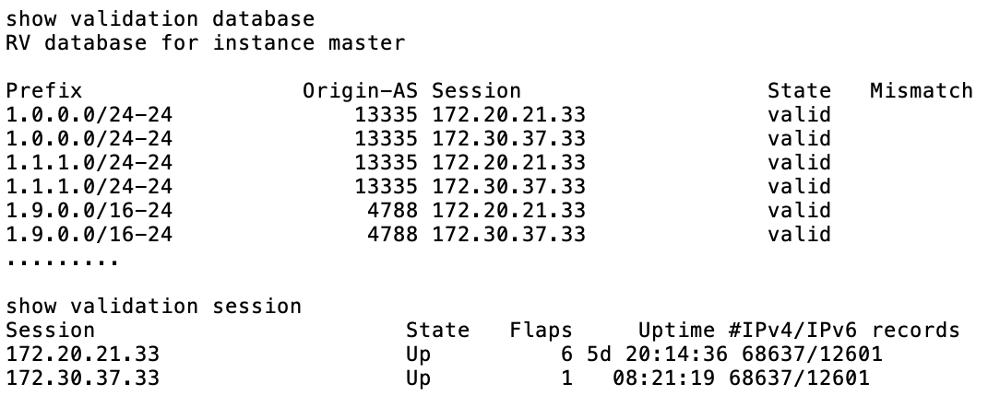 show validation database
RV database for instance master

Prefix                 Origin-AS Session                   State   Mismatch
1.0.0.0/24-24              13335 172.20.21.33              valid
1.0.0.0/24-24              13335 172.30.37.33              valid
1.1.1.0/24-24              13335 172.20.21.33              valid
1.1.1.0/24-24              13335 172.30.37.33              valid
1.9.0.0/16-24               4788 172.20.21.33              valid
1.9.0.0/16-24               4788 172.30.37.33              valid
.........

show validation session
Session                        State   Flaps     Uptime #IPv4/IPv6 records
172.20.21.33                   Up          6 5d 20:14:36 68637/12601
172.30.37.33                   Up          1   08:21:19 68637/12601